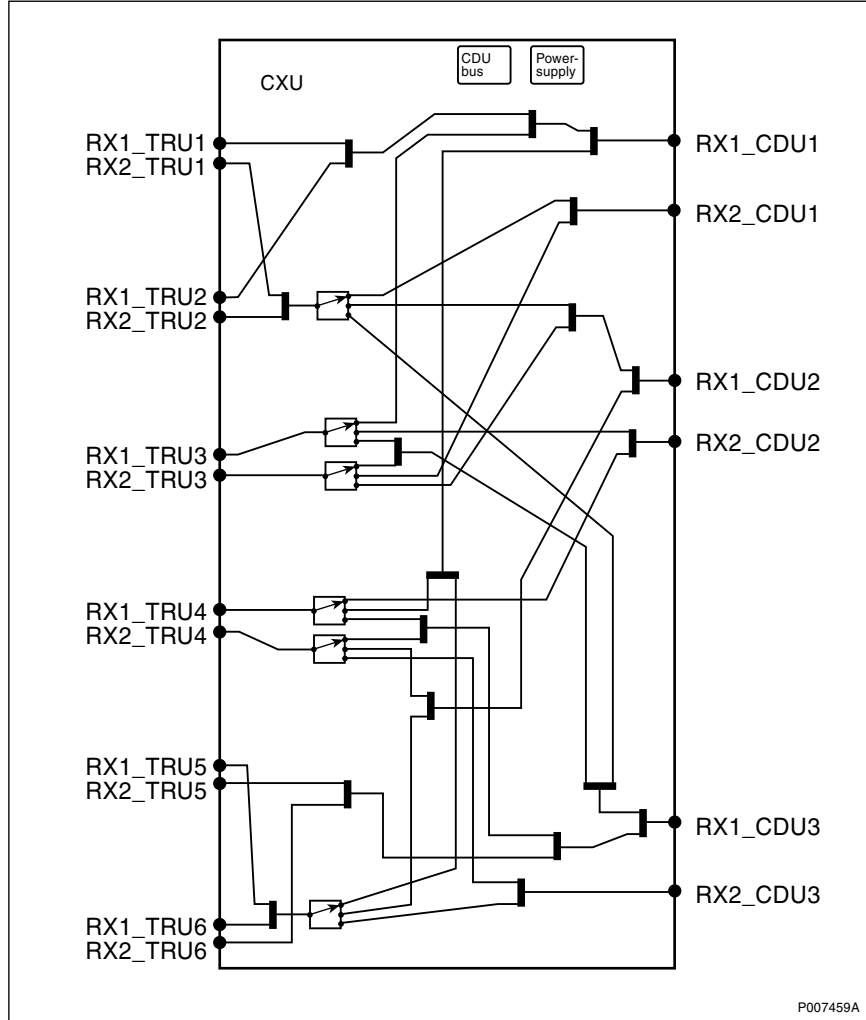 CXU
CDU
bus
Power-
supply
RX1_TRU1
RX2_TRU1
RX1_TRU2
RX2_TRU2
RX1_TRU3
RX2_TRU3
RX1_TRU4
RX2_TRU4
RX1_TRU5
RX2_TRU5
RX1_TRU6
RX2_TRU6
RX1_CDU1
RX2_CDU1
RX1_CDU2
RX2_CDU2
RX1_CDU3
RX2_CDU3
P007459A